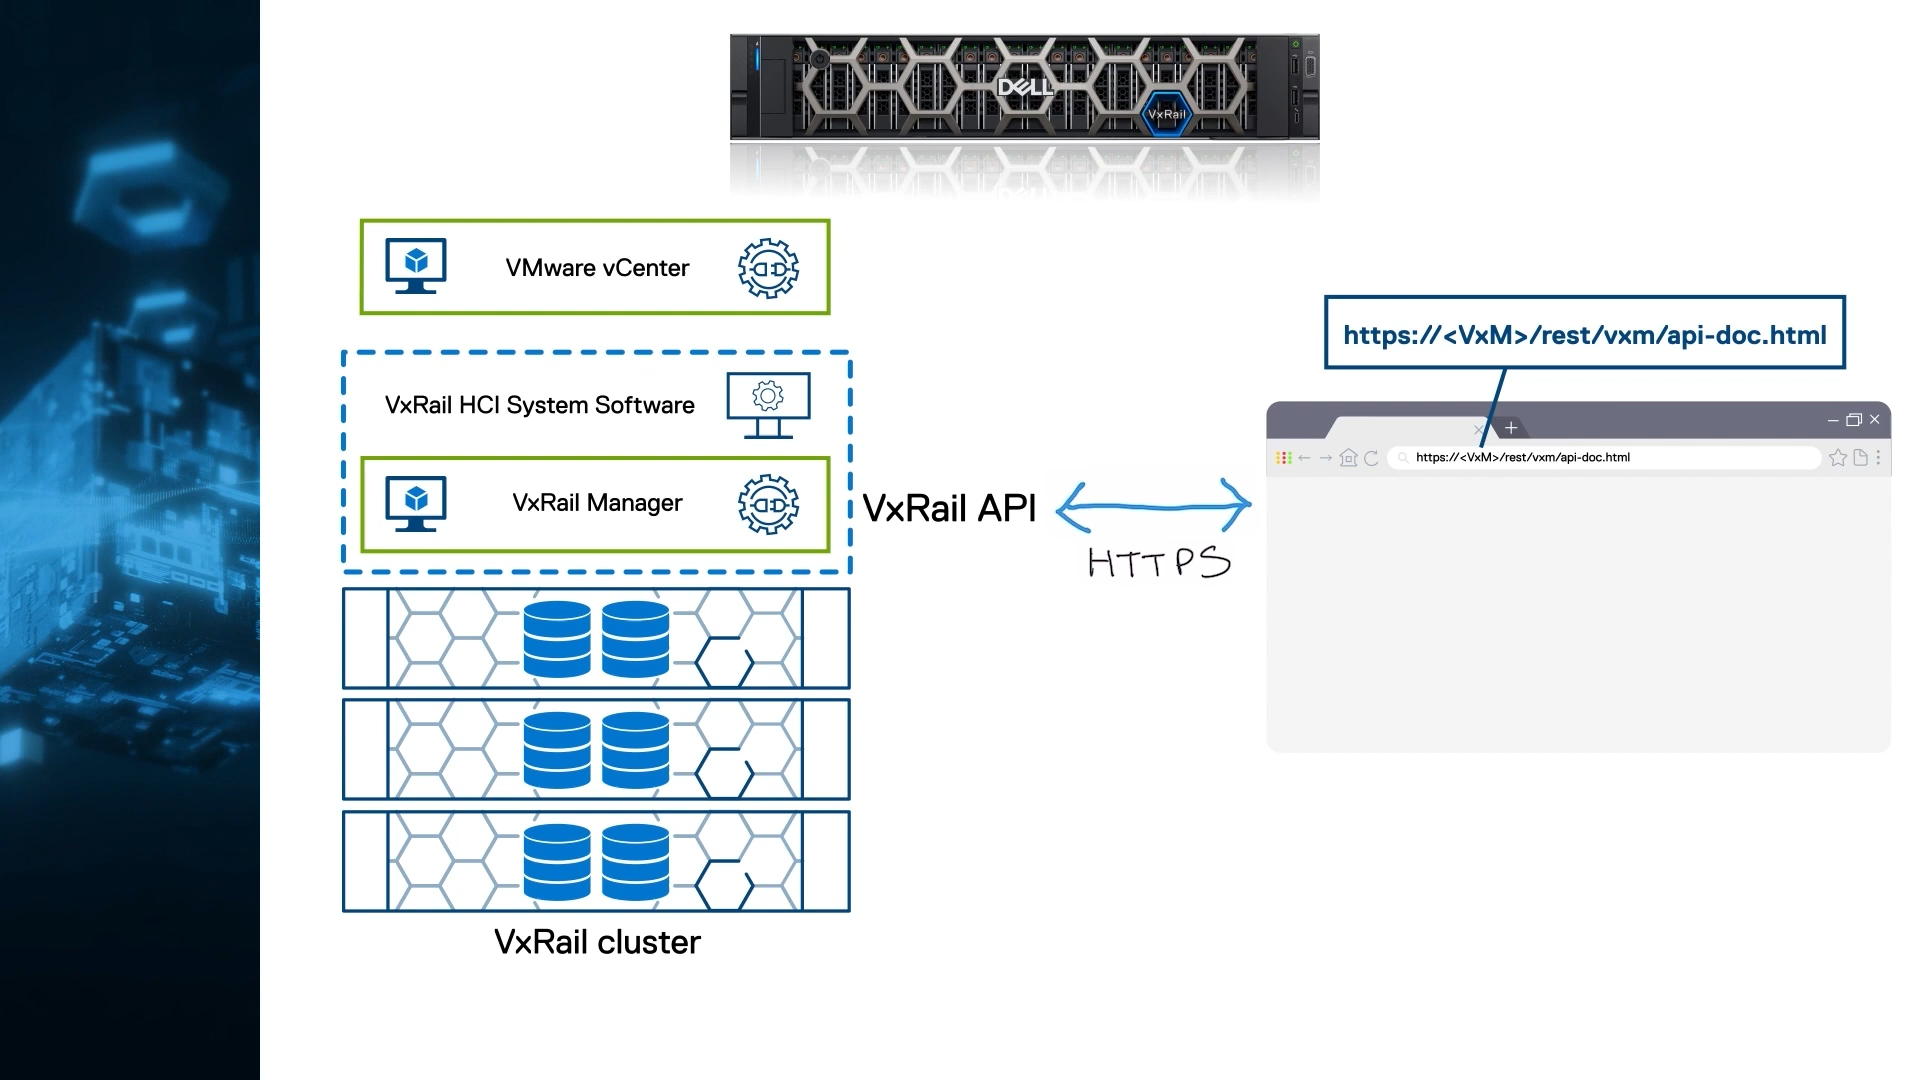 DELL
VxRail
VMware vCenter
https://<VxM>/rest/vxm/api-doc.html
VxRail HCI System Software
https://<VxM>/rest/vxm/api-doc.html
VxRail Manager
VxRail API
HTTPS
VxRail cluster